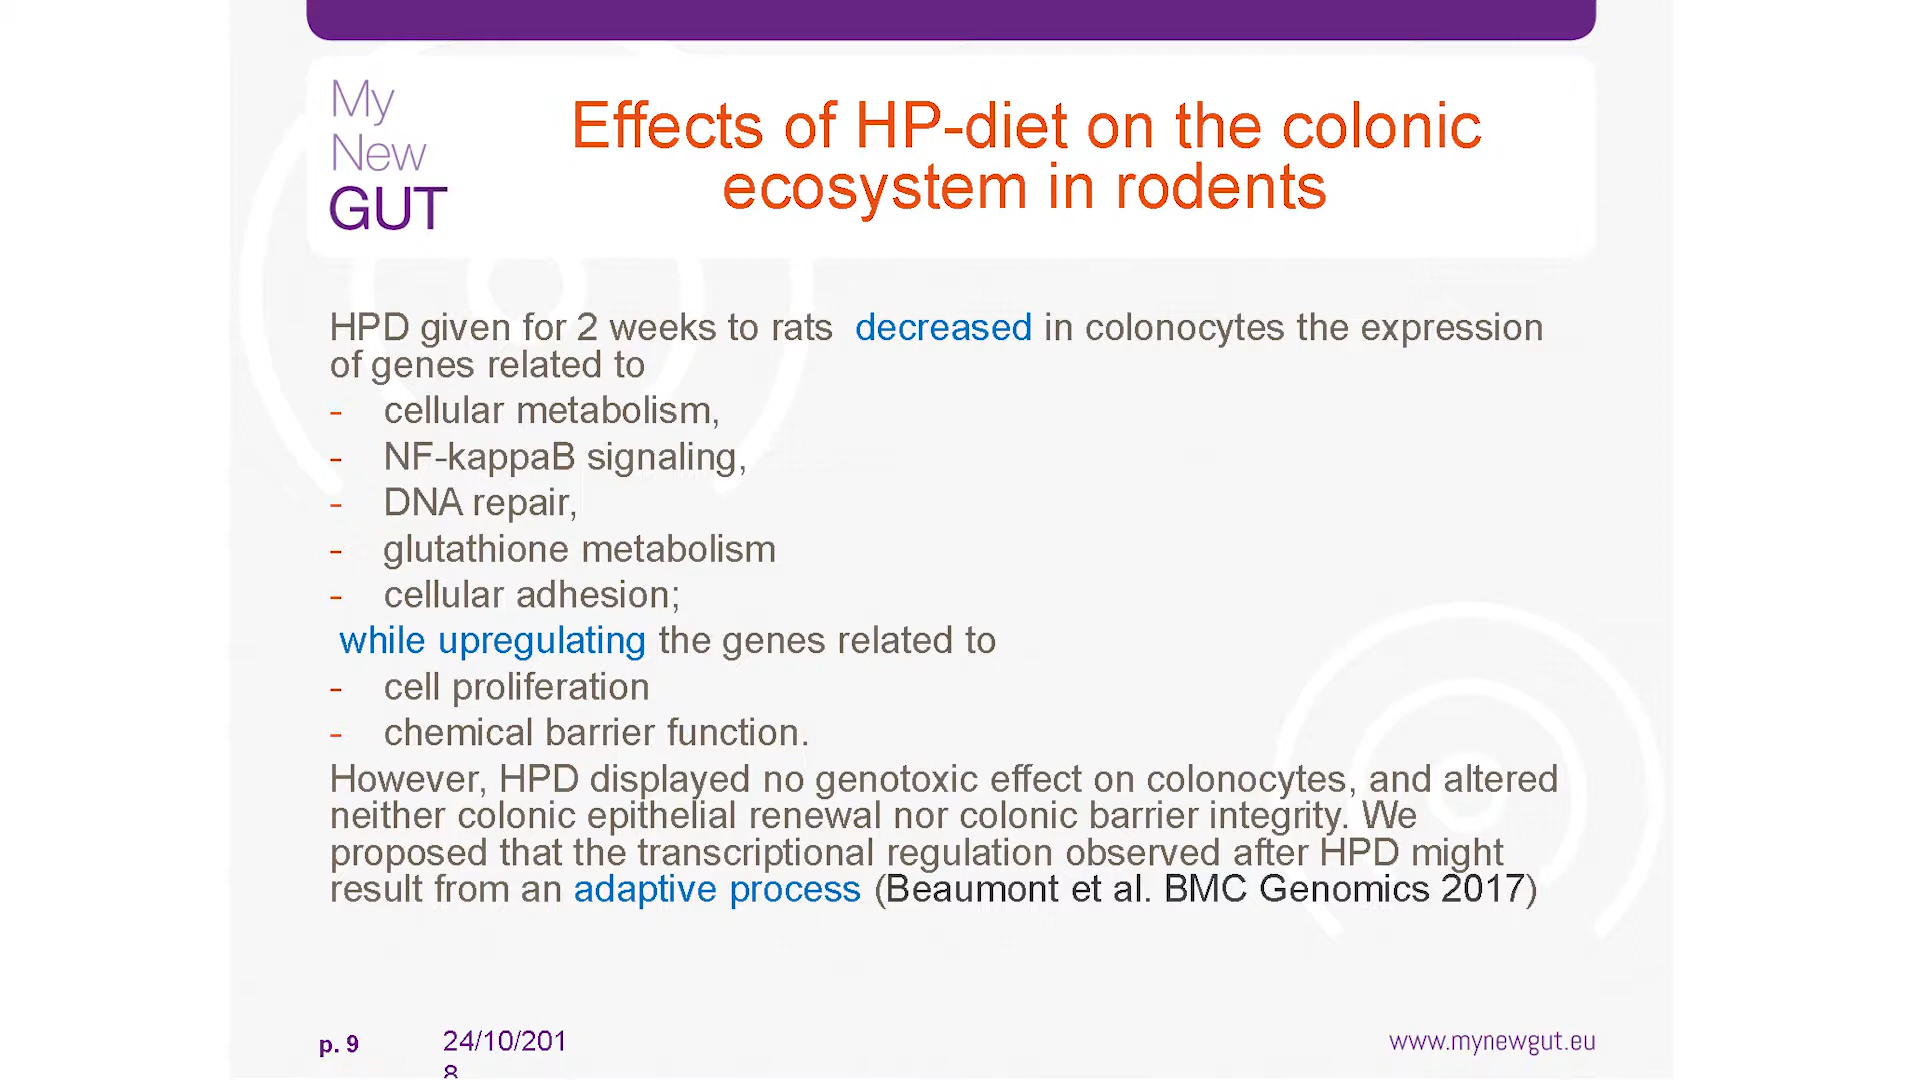 My
New
GUT
Effects of HP-diet on the colonic
ecosystem in rodents
HPD given for 2 weeks to rats decreased in colonocytes the expression
of genes related to
- cellular metabolism,
- NF-kappaB signaling,
- DNA repair,
- glutathione metabolism
- cellular adhesion;
while upregulating the genes related to
- cell proliferation
- chemical barrier function.
However, HPD displayed no genotoxic effect on colonocytes, and altered
neither colonic epithelial renewal nor colonic barrier integrity. We
proposed that the transcriptional regulation observed after HPD might
result from an adaptive process (Beaumont et al. BMC Genomics 2017)
p. 9
24/10/201
8
www.mynewgut.eu